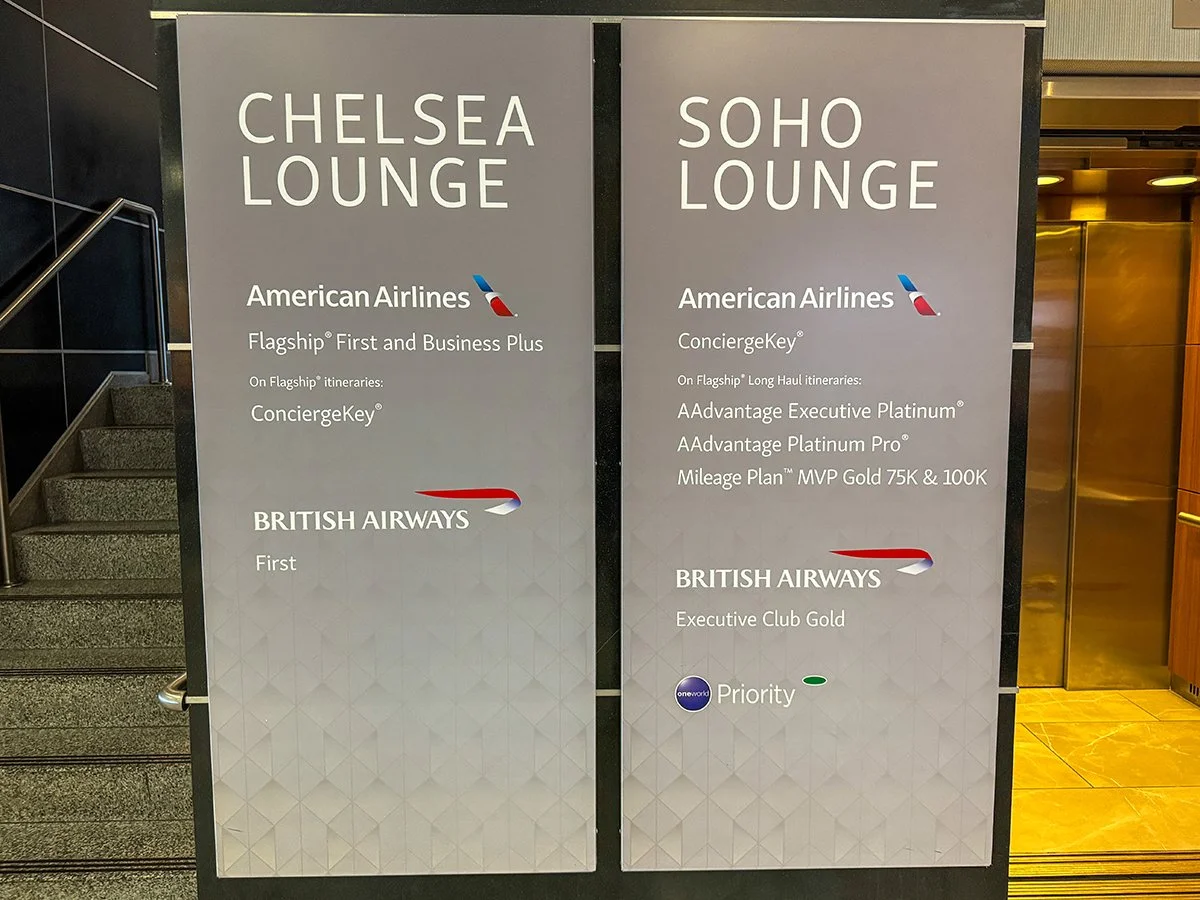 CHELSEA
LOUNGE
American Airlines
Flagship® First and Business Plus
On Flagship® itineraries:
ConciergeKey®
BRITISH AIRWAYS
First
SOHO
LOUNGE
American Airlines
ConciergeKey®
On Flagship® Long Haul itineraries:
AAdvantage Executive Platinum®
AAdvantage Platinum Pro®
Mileage Plan™ MVP Gold 75K & 100K
BRITISH AIRWAYS
Executive Club Gold
oneworld Priority